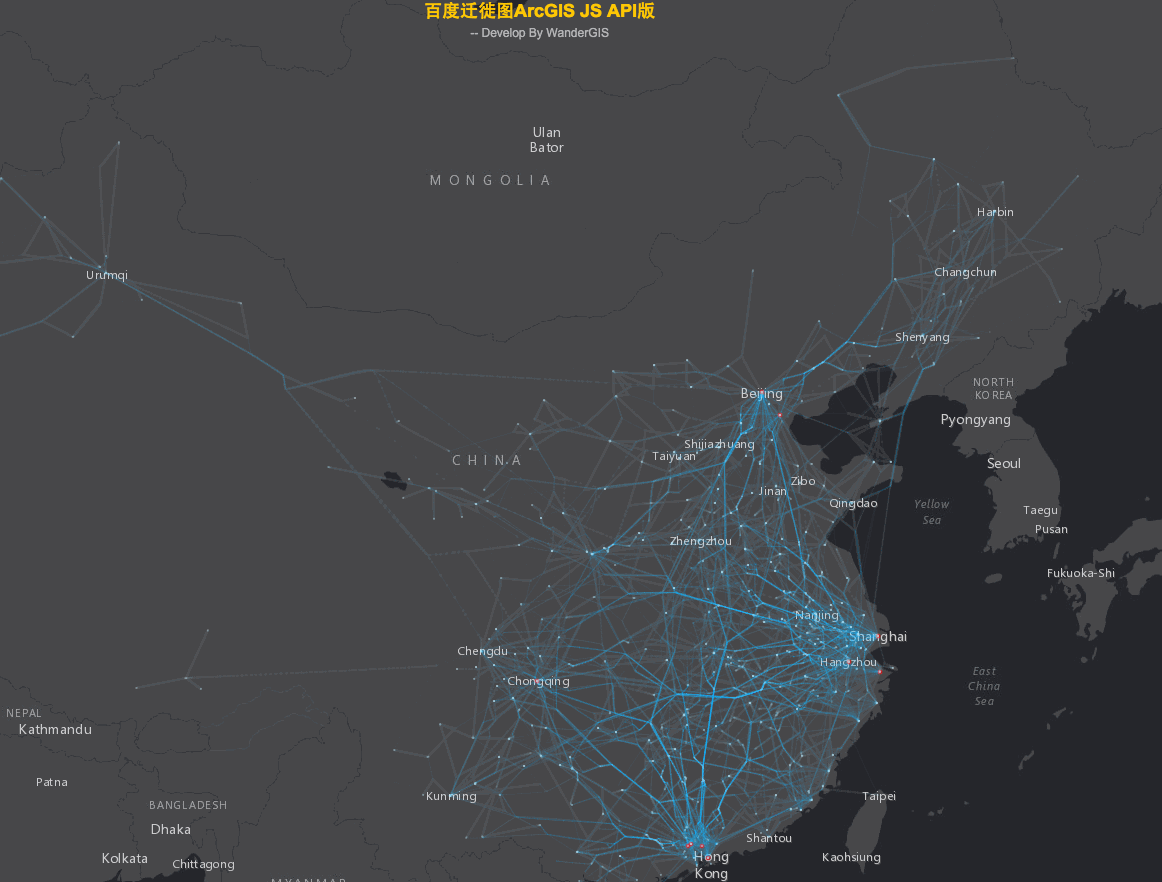 百度迁徙图ArcGIS JS API版
-- Develop By WanderGIS
Ulan
Bator
MONGOLIA
Harbin
Urumqi
Changchun
Shenyang
NORTH
KOREA
Beijing
Pyongyang
Shijiazhuang
Taiyuan
CHINA
Seoul
Zibo
Jinan
Qingdao
Yellow
Sea
Taegu
Pusan
Zhengzhou
Fukuoka-Shi
Nanjing
Shanghai
Chengdu
Hangzhou
Chongqing
East
China
Sea
NEPAL
Kathmandu
Patna
Kunming
Taipei
BANGLADESH
Dhaka
Shantou
Kolkata
Chittagong
Hong
Kong
Kaohsiung
MYANMAR